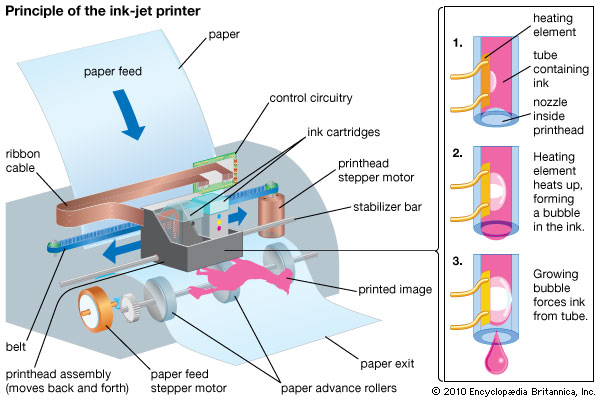 Principle of the ink-jet printer
paper
paper feed
control circuitry
ink cartridges
ribbon
cable
printhead
stepper motor
stabilizer bar
printed image
belt
printhead assembly
(moves back and forth)
paper feed
stepper motor
paper advance rollers
paper exit
1.
heating
element
tube
containing
ink
nozzle
inside
printhead
2.
Heating
element
heats up,
forming
a bubble
in the ink.
3.
Growing
bubble
forces ink
from tube.
© 2010 Encyclopædia Britannica, Inc.